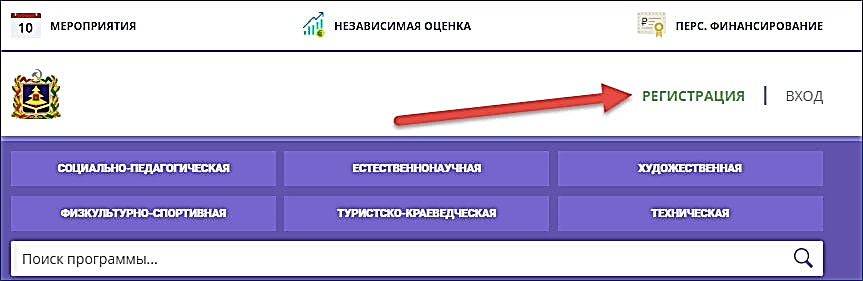 10 МЕРОПРИЯТИЯ НЕЗАВИСИМАЯ ОЦЕНКА ₽ ПЕРС. ФИНАНСИРОВАНИЕ
РЕГИСТРАЦИЯ | ВХОД
СОЦИАЛЬНО-ПЕДАГОГИЧЕСКАЯ ЕСТЕСТВЕННОНАУЧНАЯ ХУДОЖЕСТВЕННАЯ
ФИЗКУЛЬТУРНО-СПОРТИВНАЯ ТУРИСТСКО-КРАЕВЕДЧЕСКАЯ ТЕХНИЧЕСКАЯ
Поиск программы...